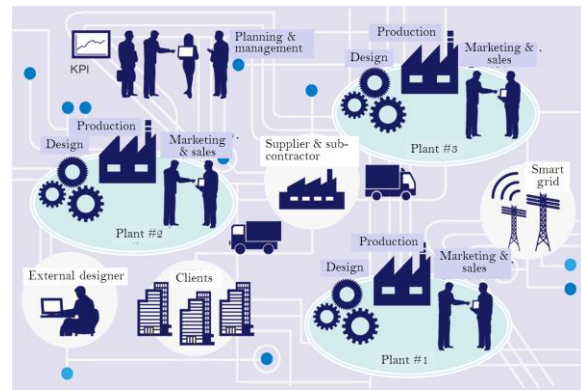 Planning &
management
KPI
Production
Marketing &
sales
Design
Plant #3
Production
Marketing
& sales
Design
Plant #2
Supplier & sub-
contractor
Smart
grid
Production
Marketing &
sales
Design
Plant #1
External designer
Clients